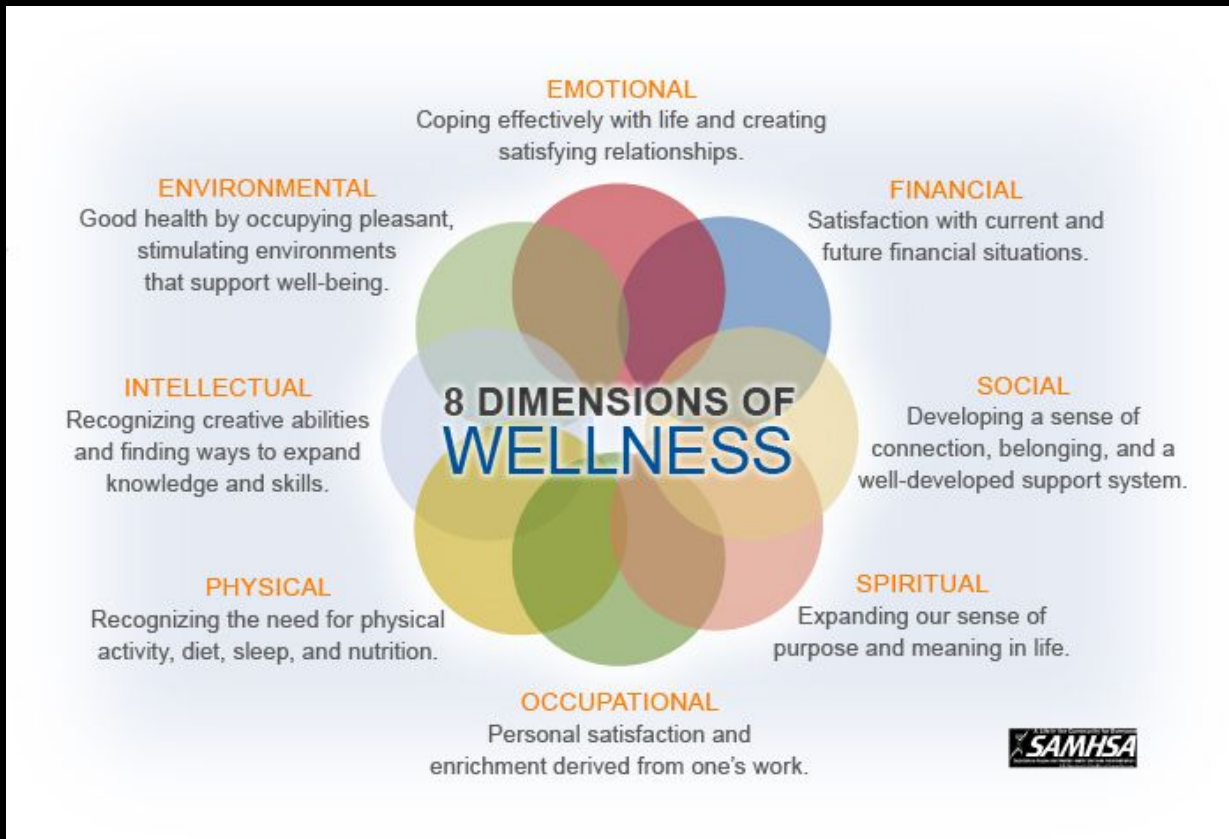 EMOTIONAL
Coping effectively with life and creating
satisfying relationships.
FINANCIAL
Satisfaction with current and
future financial situations.
SOCIAL
Developing a sense of
connection, belonging, and a
well-developed support system.
SPIRITUAL
Expanding our sense of
purpose and meaning in life.
OCCUPATIONAL
Personal satisfaction and
enrichment derived from one’s work.
PHYSICAL
Recognizing the need for physical
activity, diet, sleep, and nutrition.
INTELLECTUAL
Recognizing creative abilities
and finding ways to expand
knowledge and skills.
ENVIRONMENTAL
Good health by occupying pleasant,
stimulating environments
that support well-being.
8 DIMENSIONS OF
WELLNESS
SAMHSA